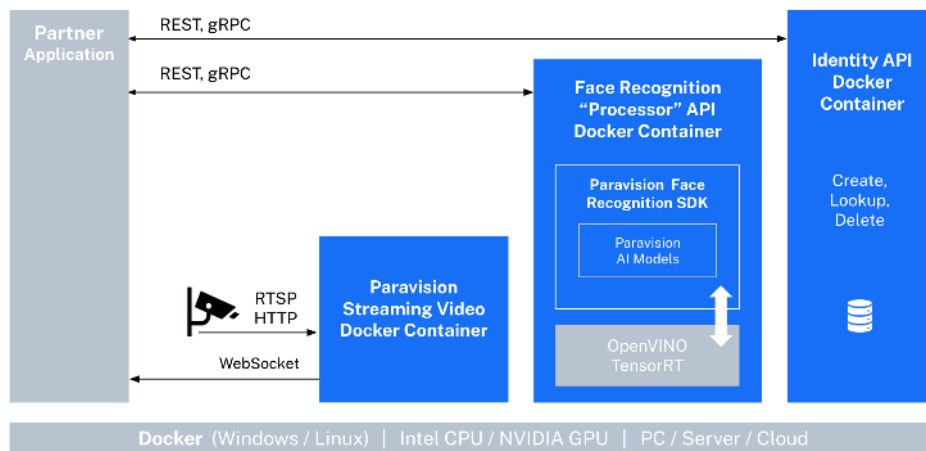 Partner
Application
REST, gRPC
REST, gRPC
Identity API
Docker
Container
Create,
Lookup,
Delete
Face Recognition
“Processor” API
Docker Container
Paravision Face
Recognition SDK
Paravision
AI Models
OpenVINO
TensorRT
Paravision
Streaming Video
Docker Container
RTSP
HTTP
WebSocket
Docker (Windows / Linux) | Intel CPU / NVIDIA GPU | PC / Server / Cloud